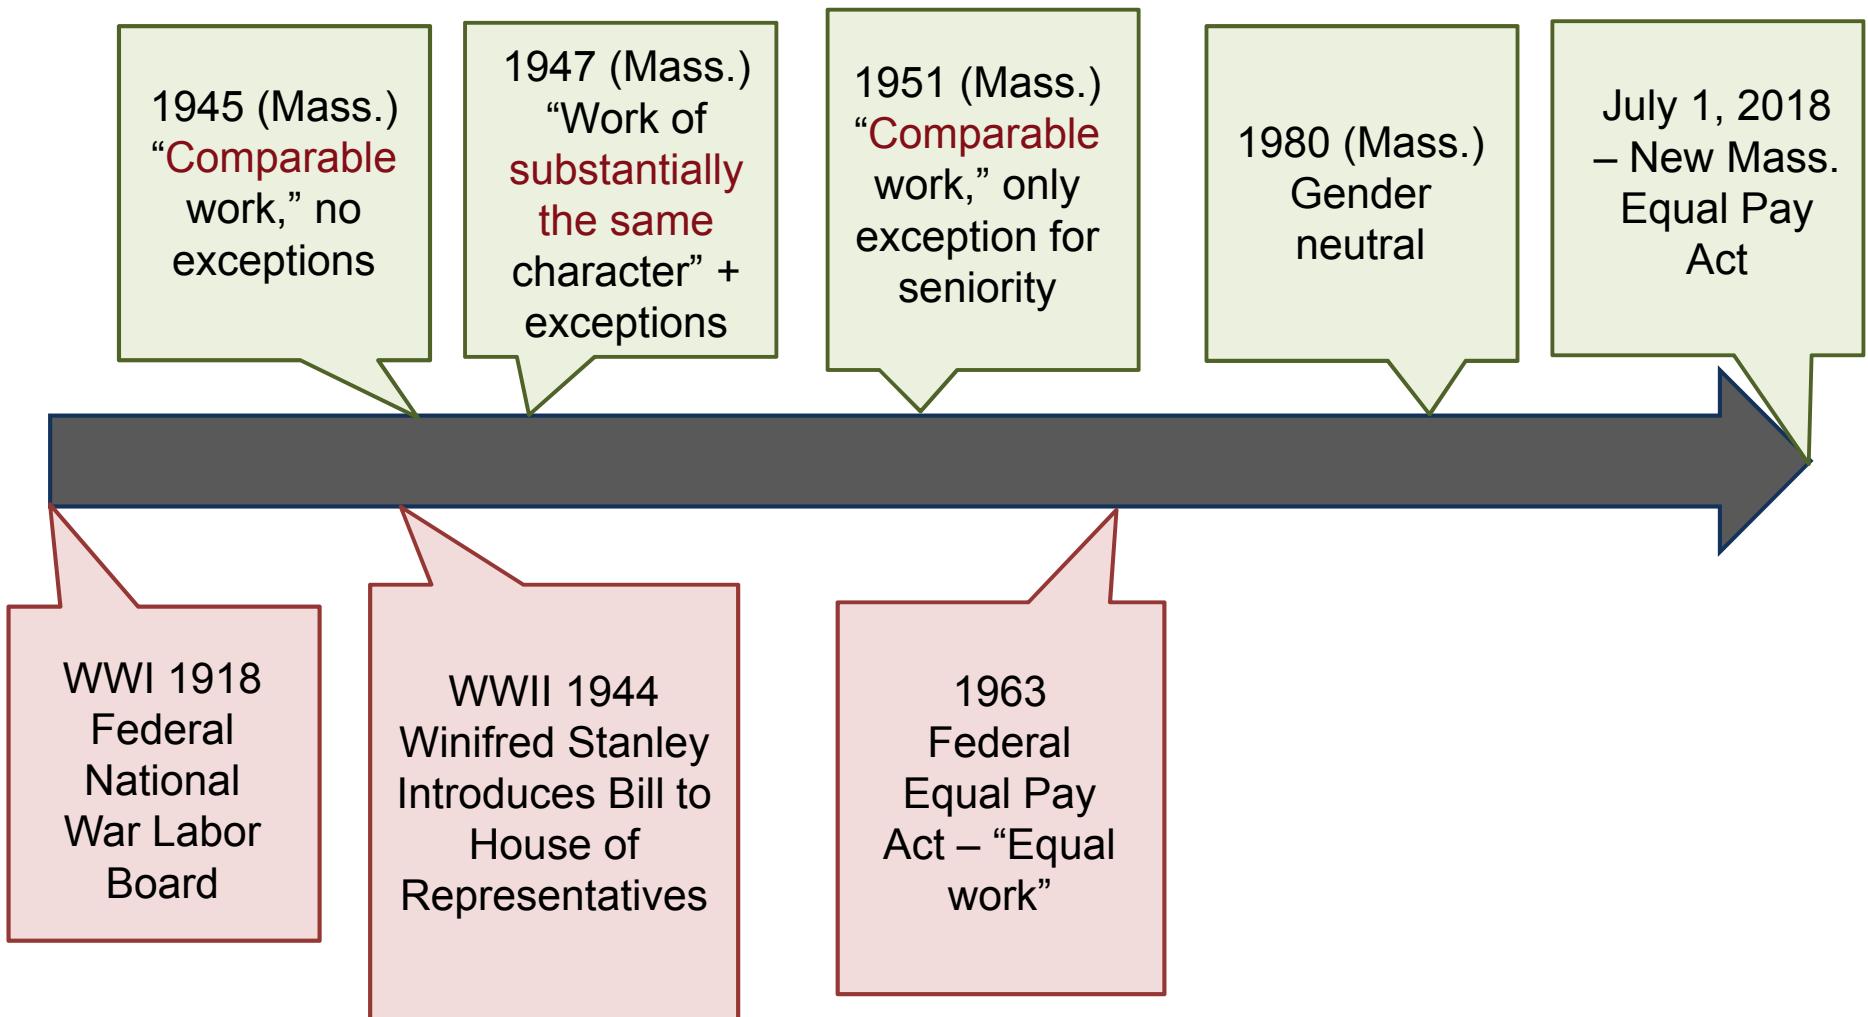 1945 (Mass.)
“Comparable
work,” no
exceptions
1947 (Mass.)
“Work of
substantially
the same
character” +
exceptions
1951 (Mass.)
“Comparable
work,” only
exception for
seniority
1980 (Mass.)
Gender
neutral
July 1, 2018
– New Mass.
Equal Pay
Act
WWI 1918
Federal
National
War Labor
Board
WWII 1944
Winifred Stanley
Introduces Bill to
House of
Representatives
1963
Federal
Equal Pay
Act – “Equal
work”